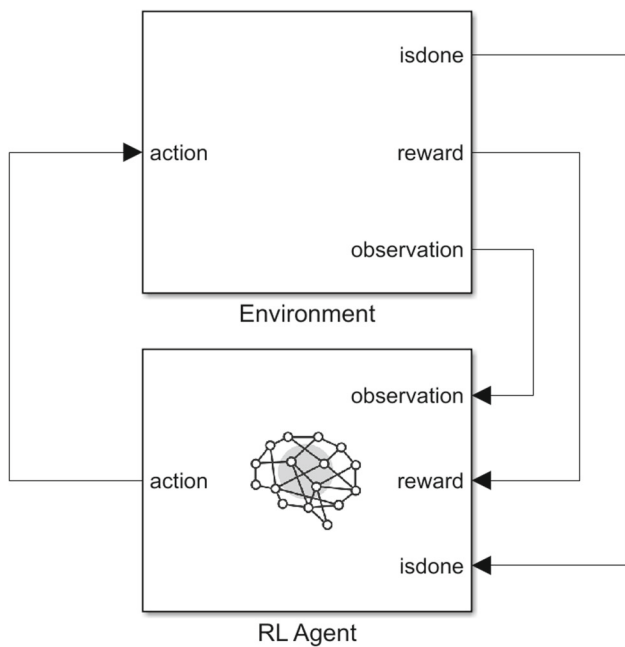 isdone
action
reward
observation
Environment
observation
action
reward
isdone
RL Agent